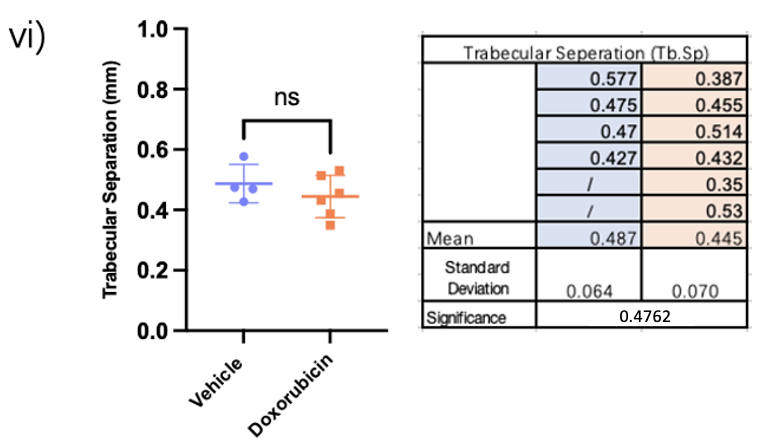 vi)
Trabecular Separation (mm)
1.0
0.8
0.6
0.4
0.2
0.0
ns
Vehicle
Doxorubicin
Trabecular Seperation (Tb.Sp)
0.577 0.387
0.475 0.455
0.47 0.514
0.427 0.432
/ 0.35
/ 0.53
Mean 0.487 0.445
Standard
Deviation 0.064 0.070
Significance 0.4762